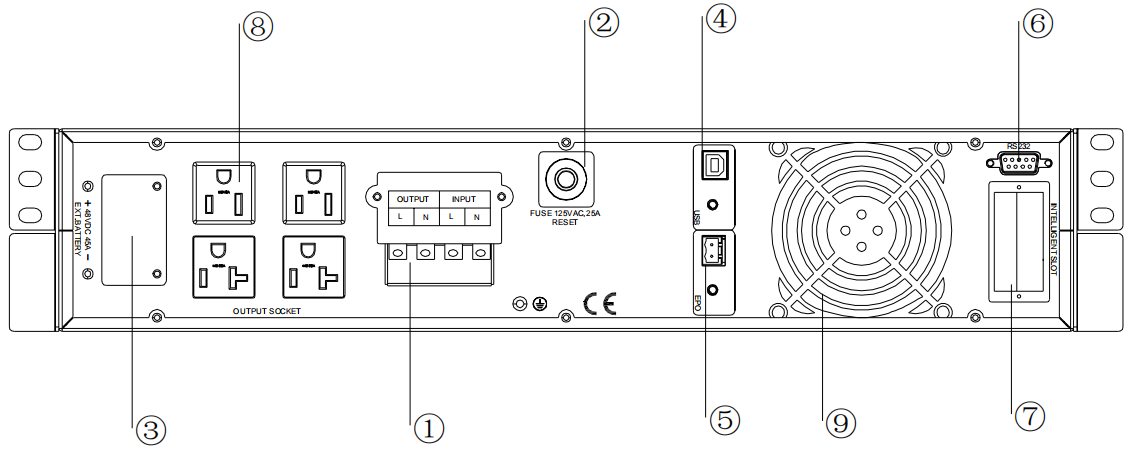 ⑧
②
④
⑥
RS232
+ 48VDC 45A -
EXT.BATTERY
OUTPUT INPUT
L N L N
FUSE 125VAC,25A
RESET
USB
EPO
INTELLIGENT SLOT
OUTPUT SOCKET
CE
③
①
⑤
⑨
⑦